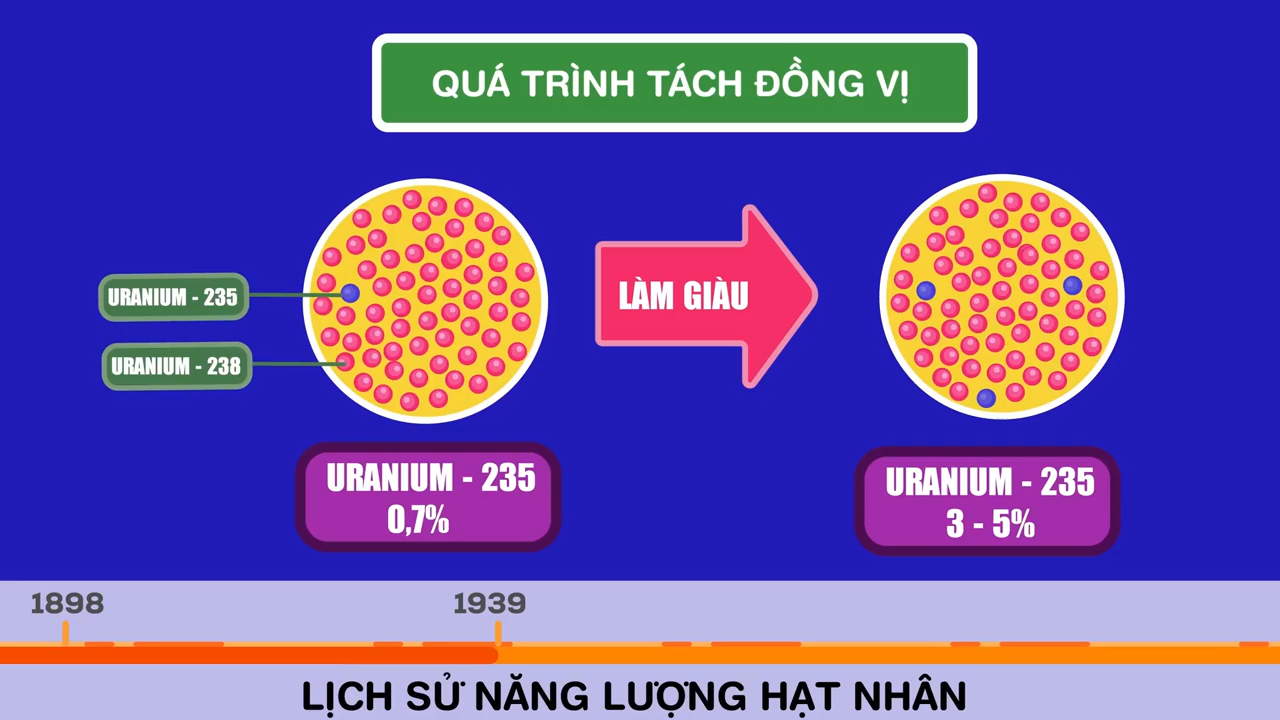 QUÁ TRÌNH TÁCH ĐỒNG VỊ
URANIUM - 235
URANIUM - 238
LÀM GIÀU
URANIUM - 235
0,7%
URANIUM - 235
3 - 5%
1898
1939
LỊCH SỬ NĂNG LƯỢNG HẠT NHÂN